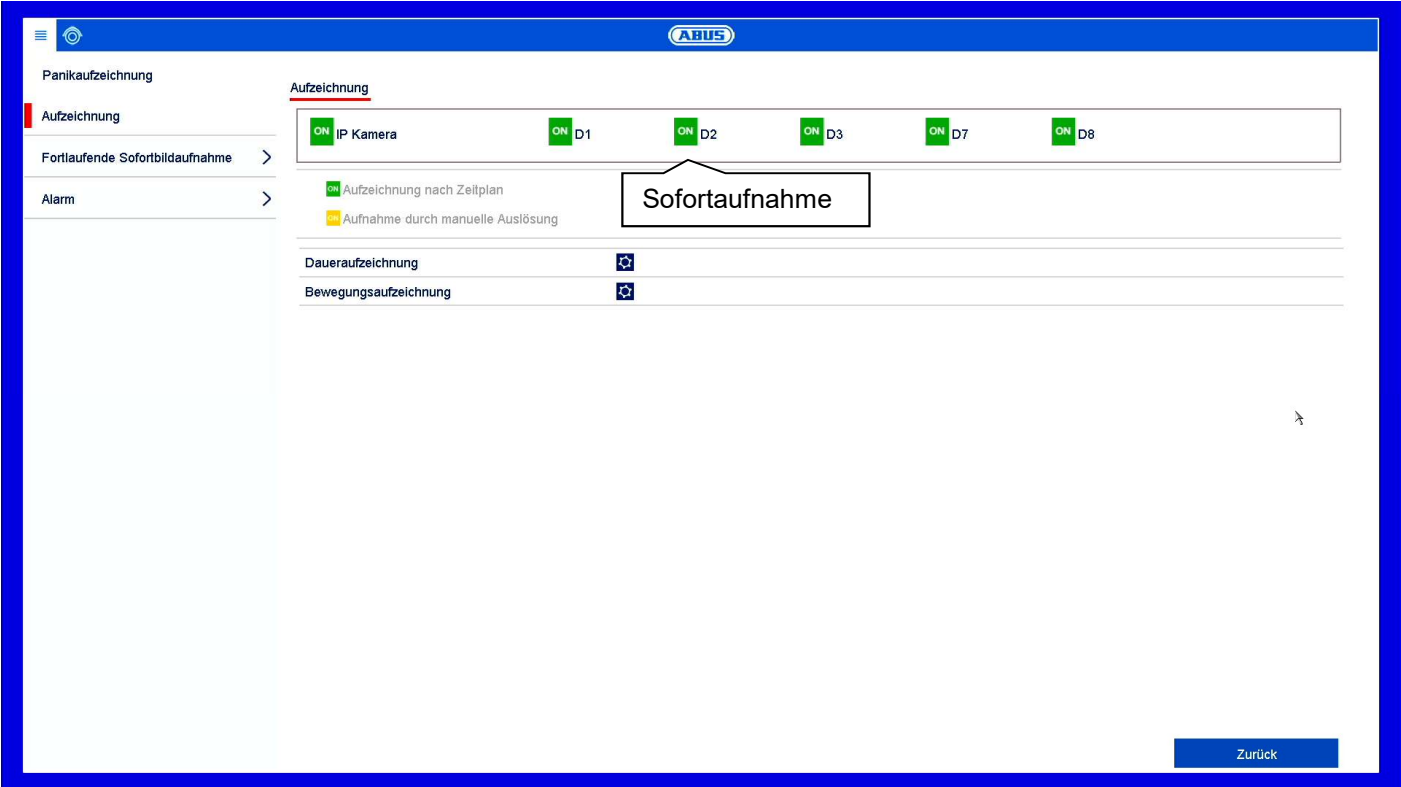 ABUS
Panikaufzeichnung
Aufzeichnung
Fortlaufende Sofortbildaufnahme
Alarm
Aufzeichnung
ON IP Kamera ON D1 ON D2 ON D3 ON D7 ON D8
ON Aufzeichnung nach Zeitplan
ON Aufnahme durch manuelle Auslösung
Sofortaufnahme
Daueraufzeichnung
Bewegungsaufzeichnung
Zurück